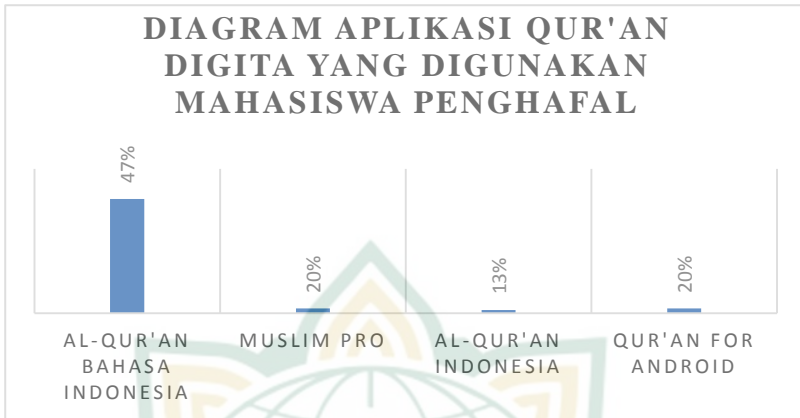 DIAGRAM APLIKASI QUR'AN
DIGITA YANG DIGUNAKAN
MAHASISWA PENGHAFAL
47%
20%
13%
20%
AL-QUR'AN
BAHASA
INDONESIA
MUSLIM PRO
AL-QUR'AN
INDONESIA
QUR'AN FOR
ANDROID